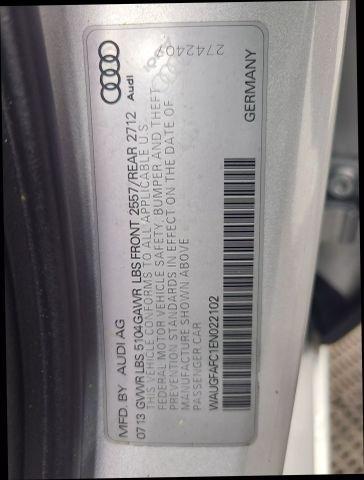 MFD. BY AUDI AG
Audi
07 13 GVWR LBS 5104 GAWR LBS FRONT 2557/REAR 2712
THIS VEHICLE CONFORMS TO ALL APPLICABLE U.S.
FEDERAL MOTOR VEHICLE SAFETY, BUMPER AND THEFT
PREVENTION STANDARDS IN EFFECT ON THE DATE OF
MANUFACTURE SHOWN ABOVE
PASSENGER CAR
WAUGFAFC1EN022102
GERMANY